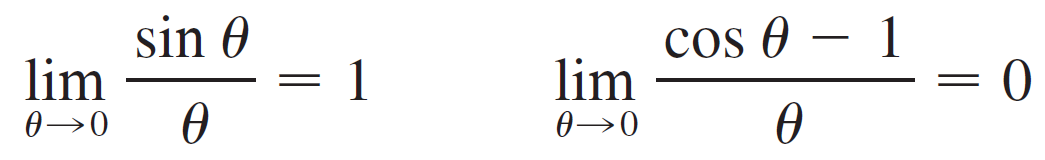 lim θ→0 sin θ / θ = 1
lim θ→0 cos θ − 1 / θ = 0